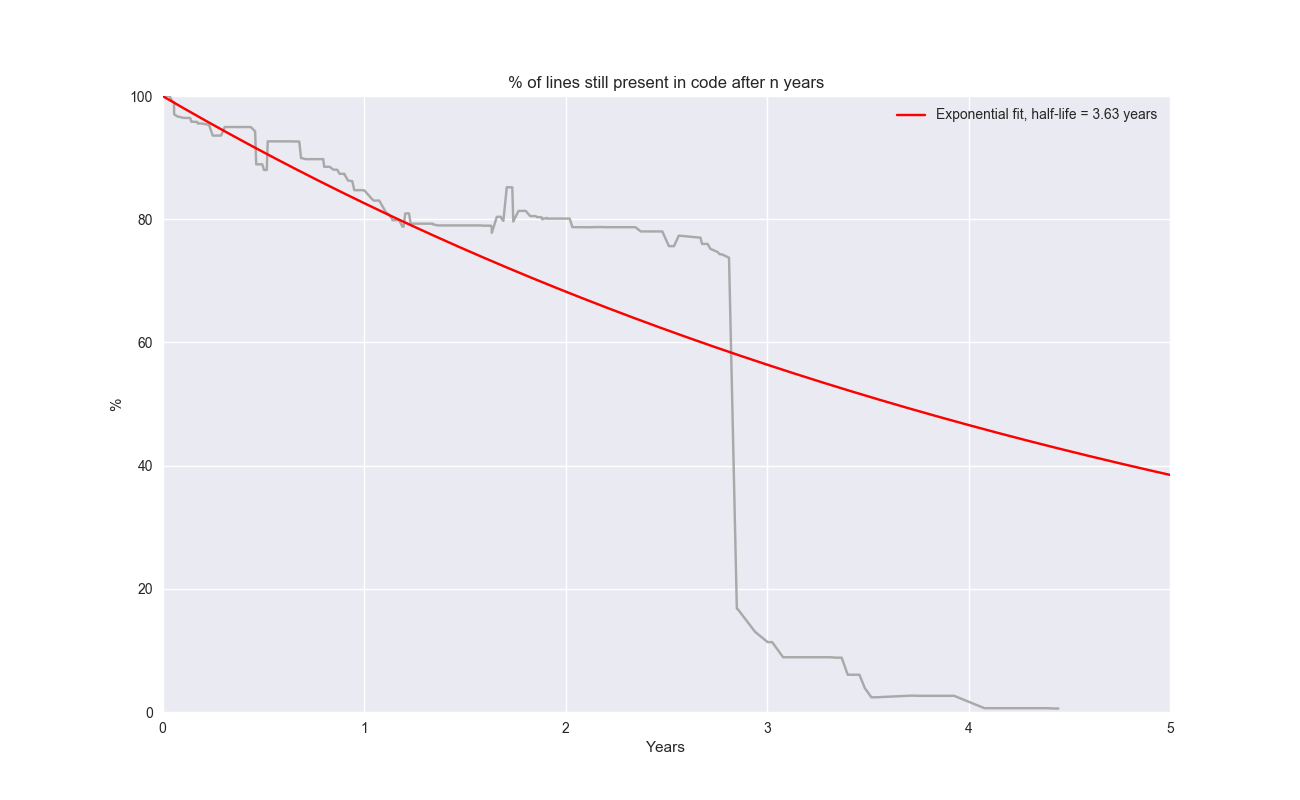 % of lines still present in code after n years
Exponential fit, half-life = 3.63 years
100
80
60
40
20
0
%
0 1 2 3 4 5
Years